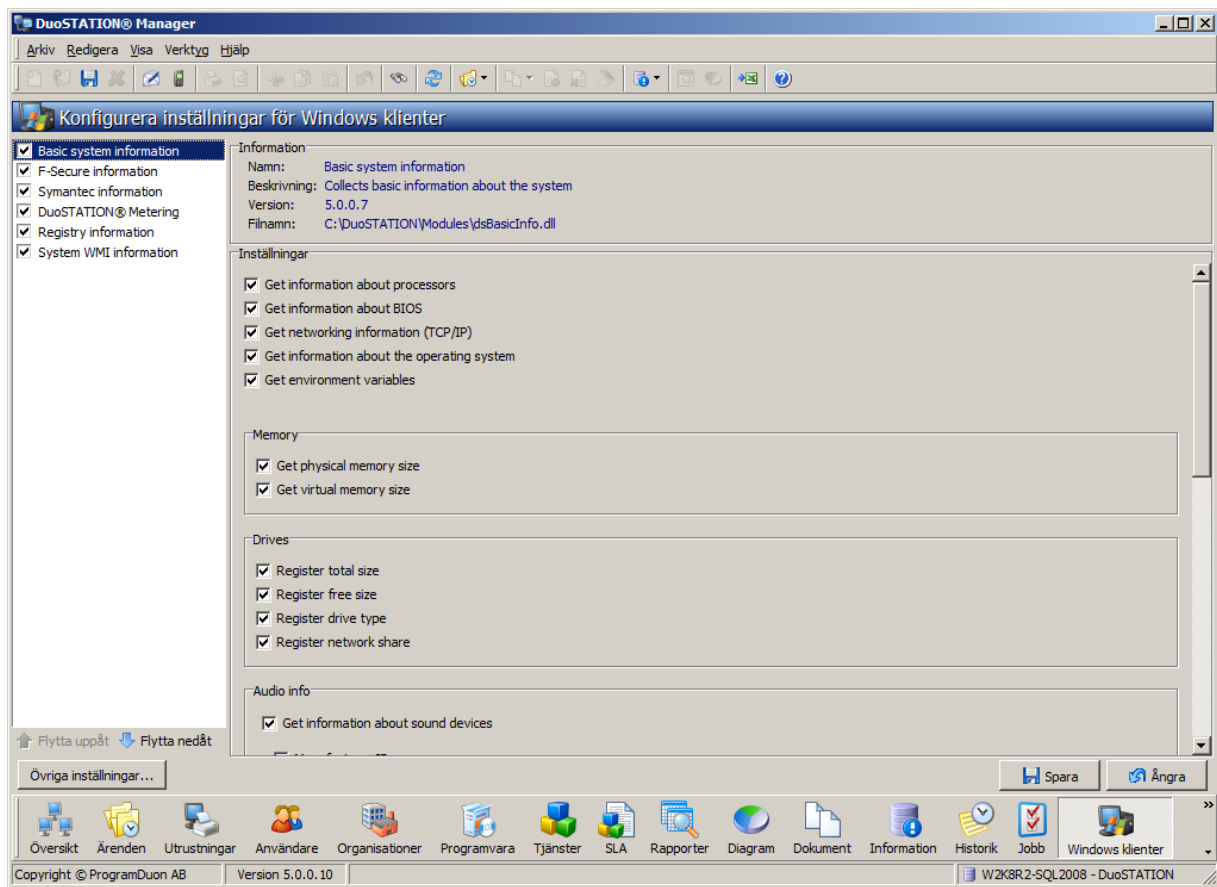 DuoSTATION® Manager
Arkiv Redigera Visa Verktyg Hjälp
Konfigurera inställningar för Windows klienter
Basic system information
F-Secure information
Symantec information
DuoSTATION® Metering
Registry information
System WMI information
Flytta uppåt Flytta nedåt
Information
Namn: Basic system information
Beskrivning: Collects basic information about the system
Version: 5.0.0.7
Filnamn: C:\DuoSTATION\Modules\dsBasicInfo.dll
Inställningar
Get information about processors
Get information about BIOS
Get networking information (TCP/IP)
Get information about the operating system
Get environment variables
Memory
Get physical memory size
Get virtual memory size
Drives
Register total size
Register free size
Register drive type
Register network share
Audio info
Get information about sound devices
Övriga inställningar...
Spara Ångra
Översikt Ärenden Utrustningar Användare Organisationer Programvara Tjänster SLA Rapporter Diagram Dokument Information Historik Jobb Windows klienter
Copyright © ProgramDuon AB Version 5.0.0.10 W2K8R2-SQL2008 - DuoSTATION